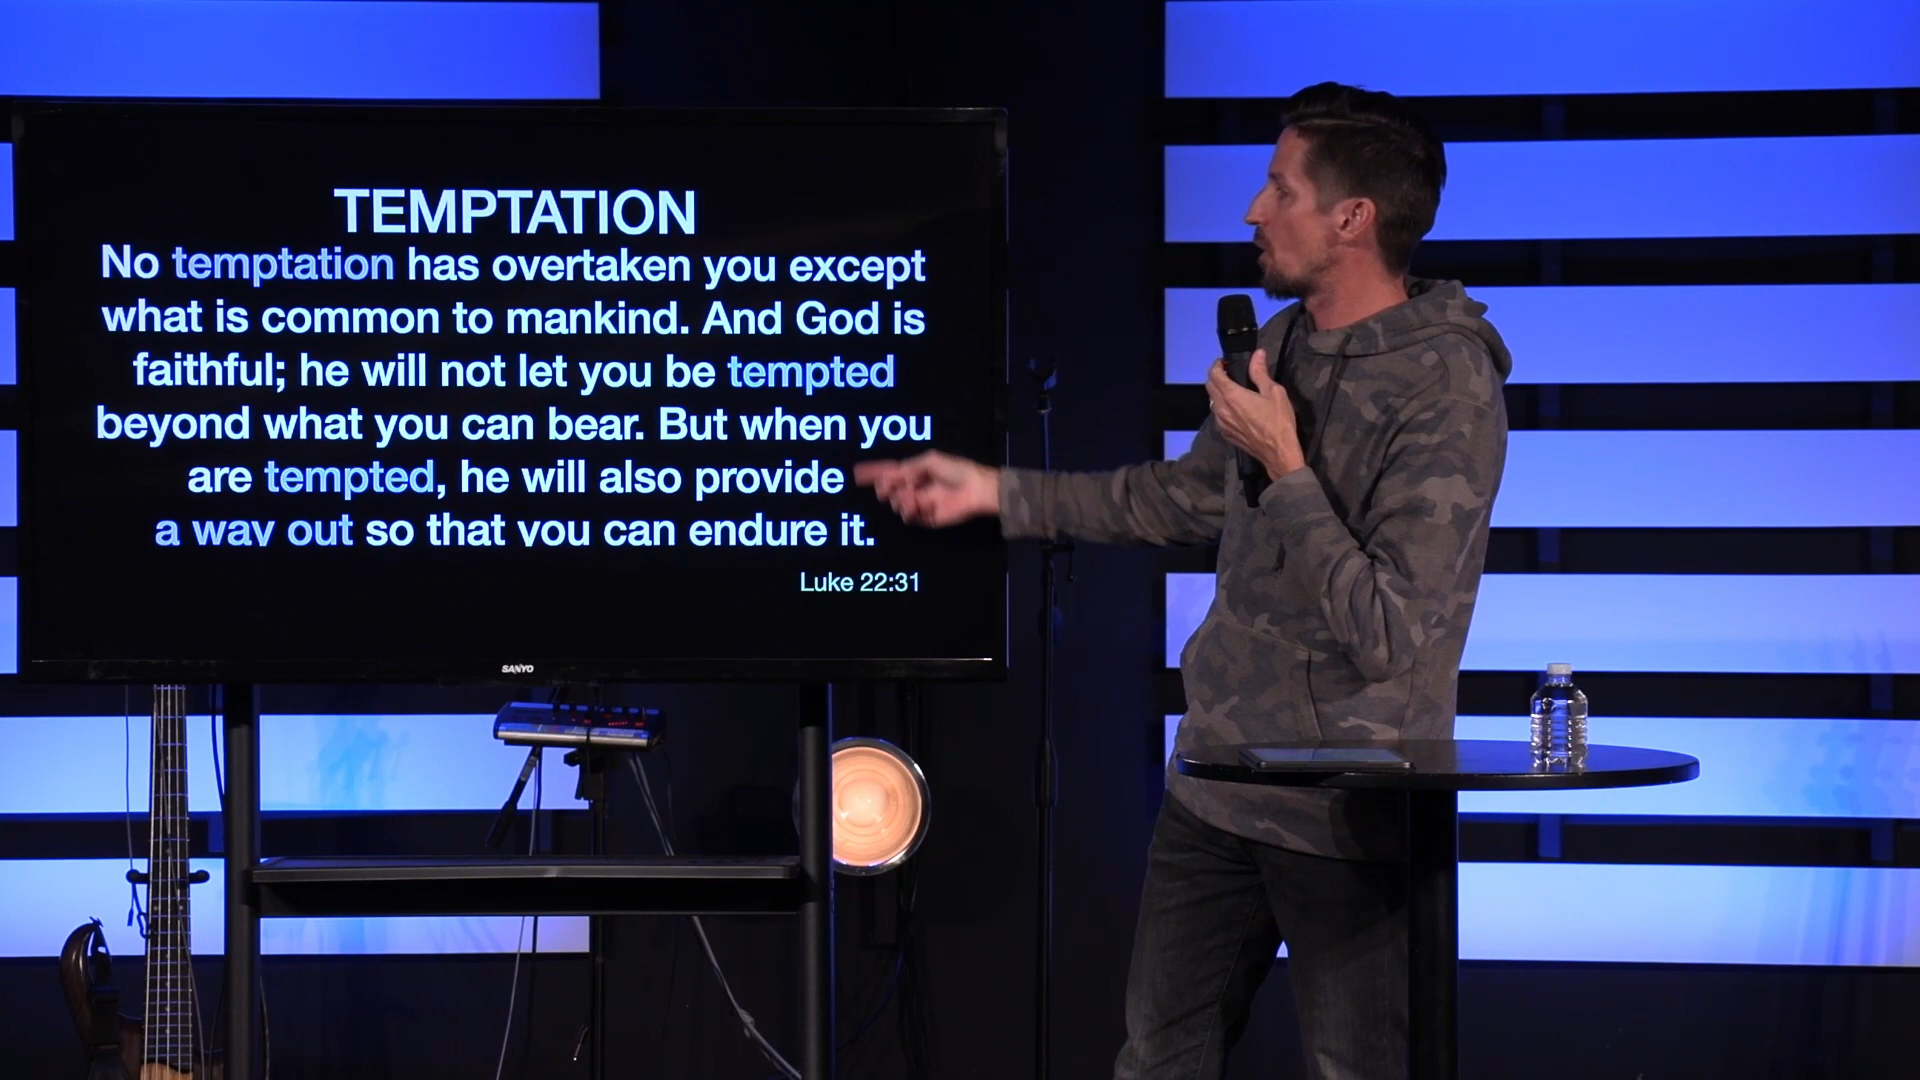 TEMPTATION
No temptation has overtaken you except
what is common to mankind. And God is
faithful; he will not let you be tempted
beyond what you can bear. But when you
are tempted, he will also provide
a way out so that you can endure it.
Luke 22:31
SANYO